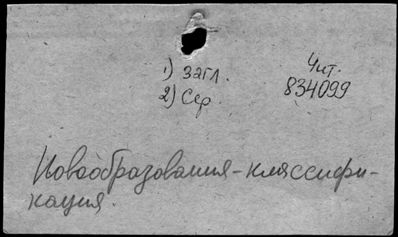 1) загл.
2) Сер.
Чит.
834099
Новообразования-классифи-
кация.